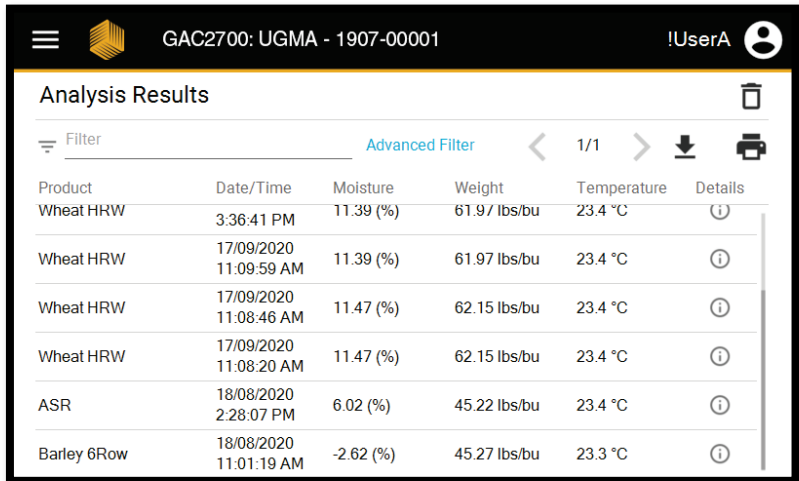 GAC2700: UGMA - 1907-00001 !UserA
Analysis Results
Filter Advanced Filter 1/1
Product Date/Time Moisture Weight Temperature Details
Wheat HRW 3:36:41 PM 11.39 (%) 61.97 lbs/bu 23.4 °C
Wheat HRW 17/09/2020 11:09:59 AM 11.39 (%) 61.97 lbs/bu 23.4 °C
Wheat HRW 17/09/2020 11:08:46 AM 11.47 (%) 62.15 lbs/bu 23.4 °C
Wheat HRW 17/09/2020 11:08:20 AM 11.47 (%) 62.15 lbs/bu 23.4 °C
ASR 18/08/2020 2:28:07 PM 6.02 (%) 45.22 lbs/bu 23.4 °C
Barley 6Row 18/08/2020 11:01:19 AM -2.62 (%) 45.27 lbs/bu 23.3 °C